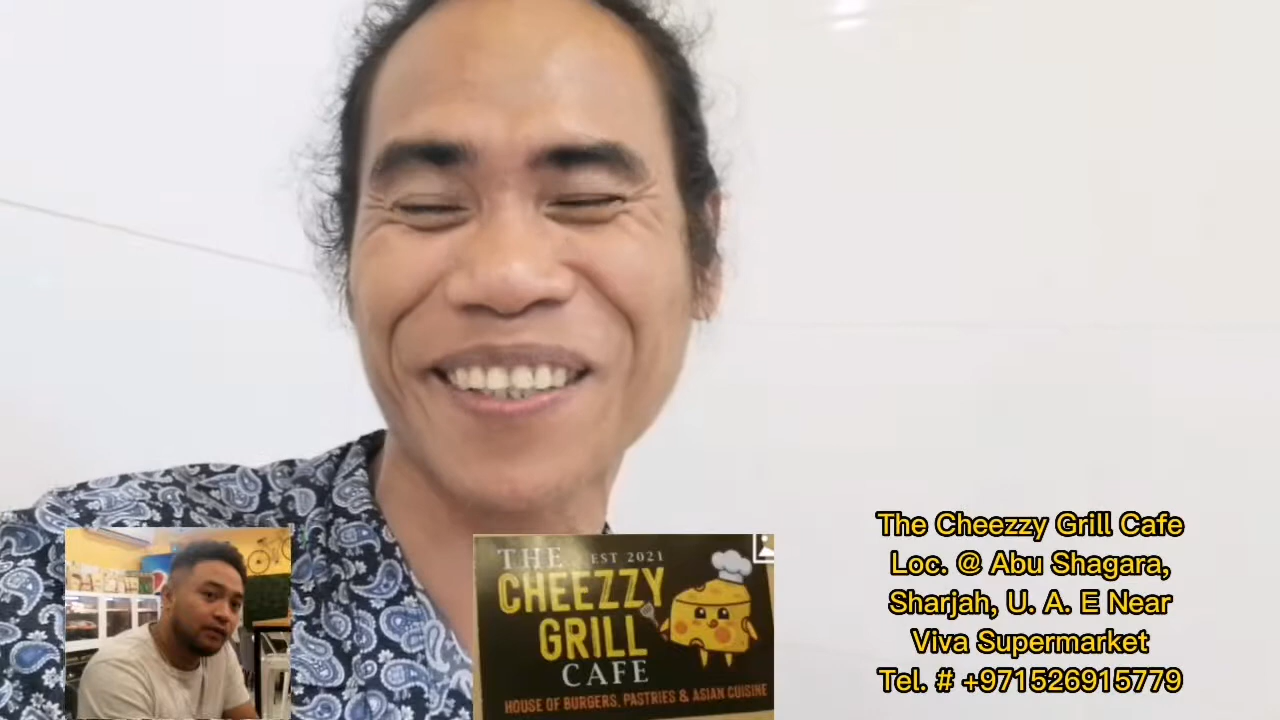 THE EST 2021
CHEEZZY
GRILL
CAFE
HOUSE OF BURGERS, PASTRIES & ASIAN CUISINE
The Cheezzy Grill Cafe
Loc. @ Abu Shagara,
Sharjah, U. A. E Near
Viva Supermarket
Tel. # +971526915779